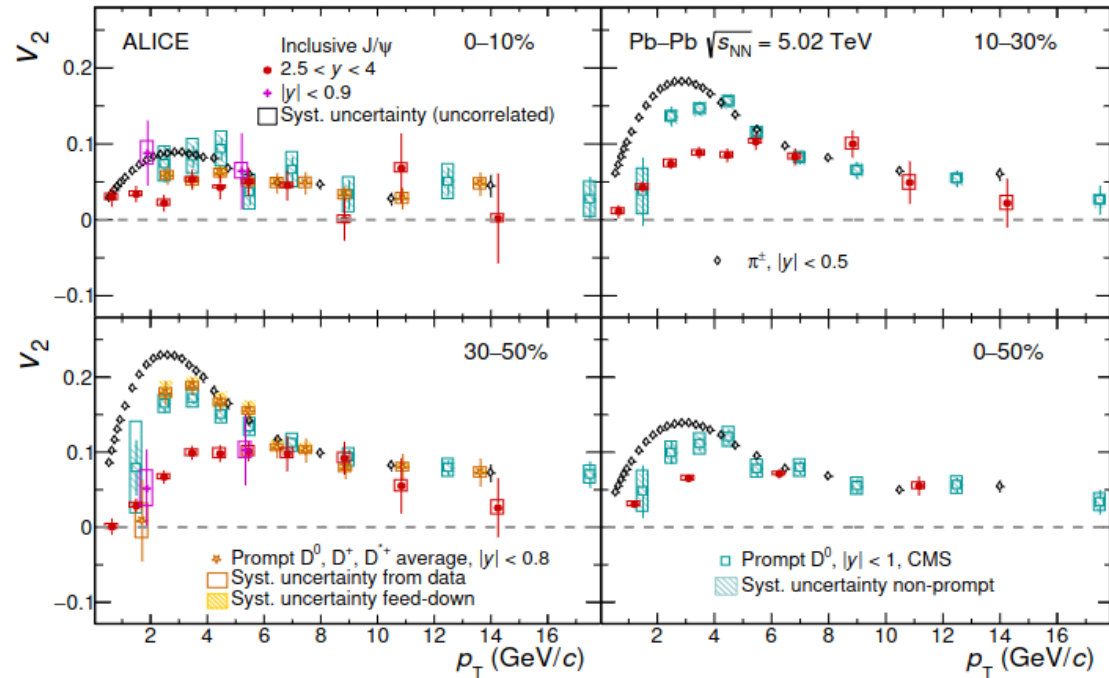 v₂
ALICE
Inclusive J/ψ
0–10%
2.5 < y < 4
|y| < 0.9
Syst. uncertainty (uncorrelated)
0.2
0.1
0
−0.1
Pb–Pb √s_NN = 5.02 TeV
10–30%
π±, |y| < 0.5
v₂
30–50%
0.2
0.1
0
−0.1
Prompt D⁰, D⁺, D*⁺ average, |y| < 0.8
Syst. uncertainty from data
Syst. uncertainty feed-down
0–50%
Prompt D⁰, |y| < 1, CMS
Syst. uncertainty non-prompt
2 4 6 8 10 12 14 16
p_T (GeV/c)
2 4 6 8 10 12 14 16
p_T (GeV/c)